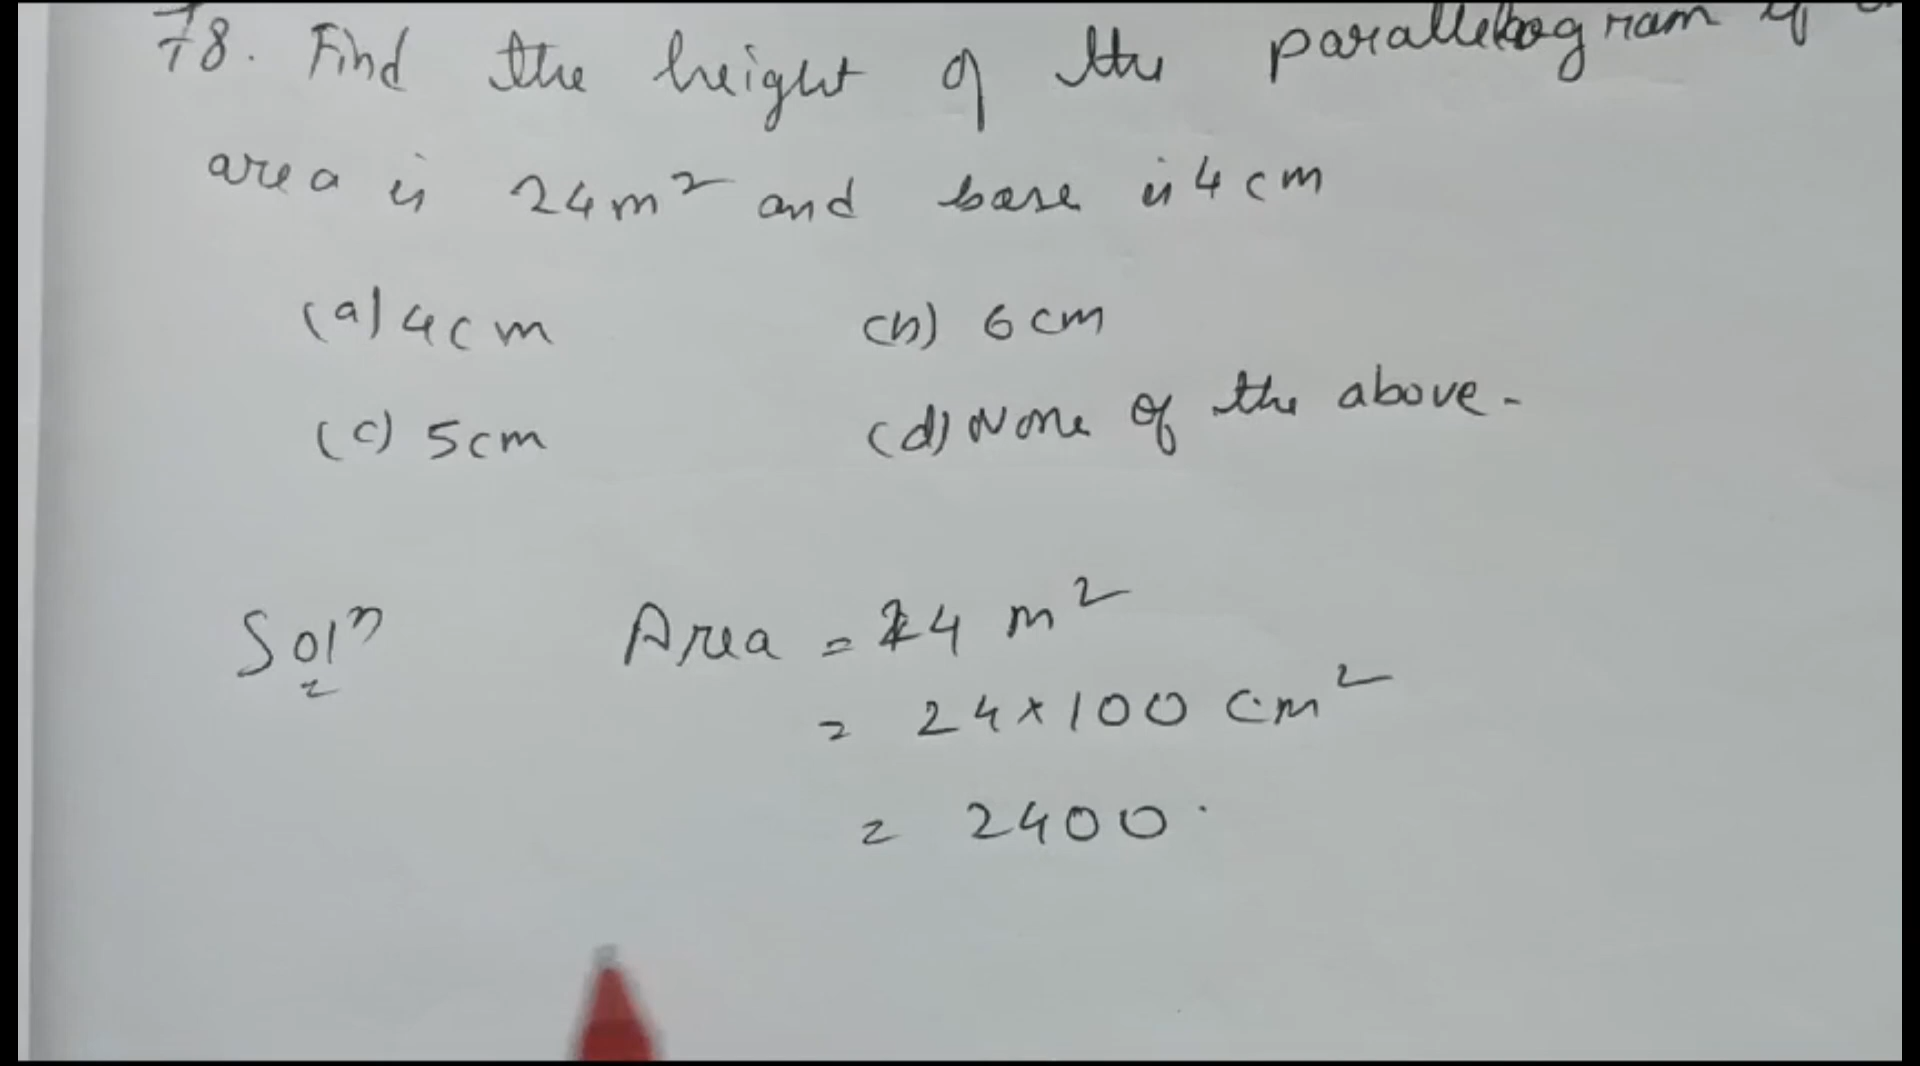 78. Find the height of the parallelogram if
area is 24m² and base is 4cm
(a) 4cm (b) 6cm
(c) 5cm (d) None of the above.
Solⁿ Area = 24 m²
= 24×100 cm²
= 2400